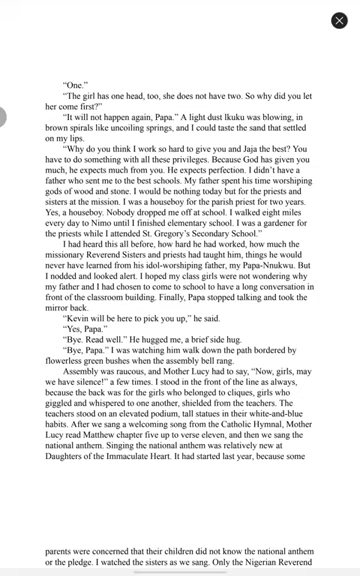 “One.”
“The girl has one head, too, she does not have two. So why did you let
her come first?”
“It will not happen again, Papa.” A light dust Ikuku was blowing, in
brown spirals like uncoiling springs, and I could taste the sand that settled
on my lips.
“Why do you think I work so hard to give you and Jaja the best? You
have to do something with all these privileges. Because God has given you
much, he expects much from you. He expects perfection. I didn’t have a
father who sent me to the best schools. My father spent his time worshiping
gods of wood and stone. I would be nothing today but for the priests and
sisters at the mission. I was a houseboy for the parish priest for two years.
Yes, a houseboy. Nobody dropped me off at school. I walked eight miles
every day to Nimo until I finished elementary school. I was a gardener for
the priests while I attended St. Gregory’s Secondary School.”
I had heard this all before, how hard he had worked, how much the
missionary Reverend Sisters and priests had taught him, things he would
never have learned from his idol-worshiping father, my Papa-Nnukwu. But
I nodded and looked alert. I hoped my class girls were not wondering why
my father and I had chosen to come to school to have a long conversation in
front of the classroom building. Finally, Papa stopped talking and took the
mirror back.
“Kevin will be here to pick you up,” he said.
“Yes, Papa.”
“Bye. Read well.” He hugged me, a brief side hug.
“Bye, Papa.” I was watching him walk down the path bordered by
flowerless green bushes when the assembly bell rang.
Assembly was raucous, and Mother Lucy had to say, “Now, girls, may
we have silence!” a few times. I stood in the front of the line as always,
because the back was for the girls who belonged to cliques, girls who
giggled and whispered to one another, shielded from the teachers. The
teachers stood on an elevated podium, tall statues in their white-and-blue
habits. After we sang a welcoming song from the Catholic Hymnal, Mother
Lucy read Matthew chapter five up to verse eleven, and then we sang the
national anthem. Singing the national anthem was relatively new at
Daughters of the Immaculate Heart. It had started last year, because some
parents were concerned that their children did not know the national anthem
or the pledge. I watched the sisters as we sang. Only the Nigerian Reverend